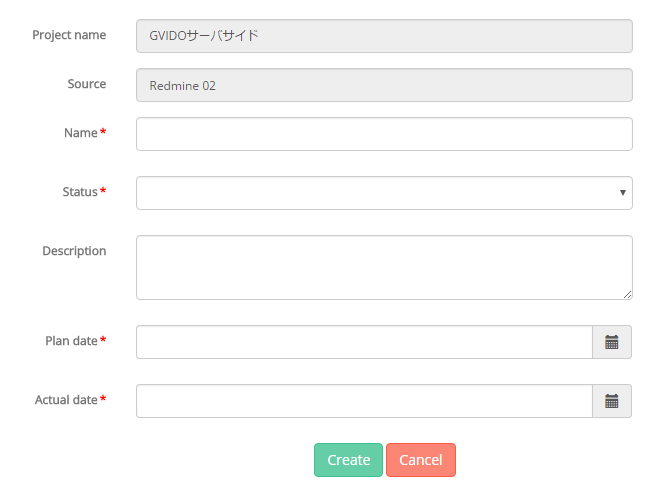 Project name GVIDOサーバサイド
Source Redmine 02
Name *
Status *
Description
Plan date *
Actual date *
Create Cancel